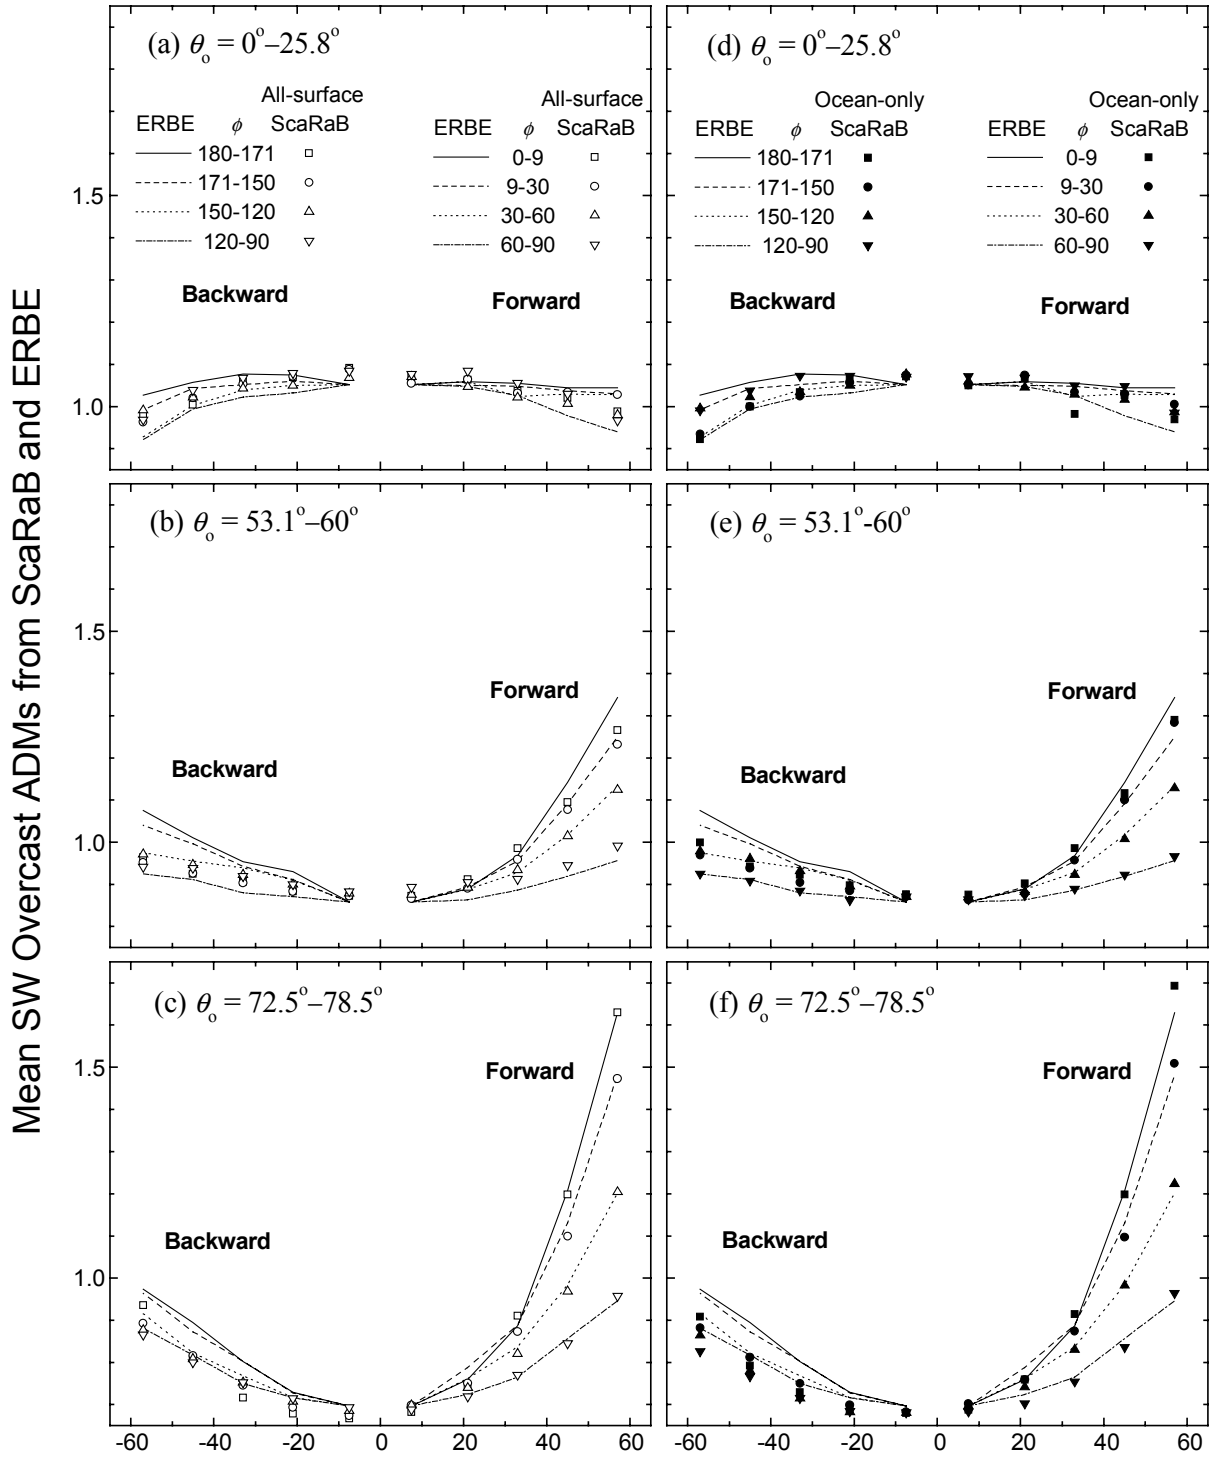 Mean SW Overcast ADMs from ScaRaB and ERBE
(a) θo = 0°–25.8°
All-surface All-surface
ERBE ϕ ScaRaB ERBE ϕ ScaRaB
180-171 0-9
171-150 9-30
150-120 30-60
120-90 60-90
Backward Forward
1.5
1.0
(d) θo = 0°–25.8°
Ocean-only Ocean-only
ERBE ϕ ScaRaB ERBE ϕ ScaRaB
180-171 0-9
171-150 9-30
150-120 30-60
120-90 60-90
Backward Forward
(b) θo = 53.1°–60°
Forward
Backward
1.5
1.0
(e) θo = 53.1°-60°
Forward
Backward
(c) θo = 72.5°–78.5°
Forward
Backward
1.5
1.0
-60 -40 -20 0 20 40 60
(f) θo = 72.5°–78.5°
Forward
Backward
-60 -40 -20 0 20 40 60